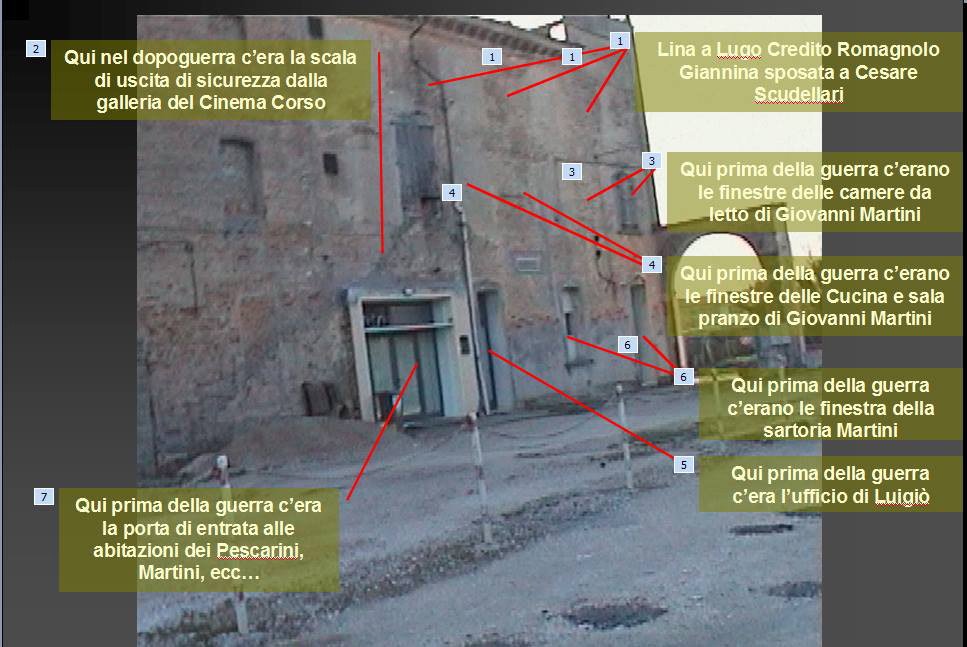 2
Qui nel dopoguerra c’era la scala
di uscita di sicurezza dalla
galleria del Cinema Corso
1
1
1
Lina a Lugo Credito Romagnolo
Giannina sposata a Cesare
Scudellari
3
3
Qui prima della guerra c’erano
le finestre delle camere da
letto di Giovanni Martini
4
4
Qui prima della guerra c’erano
le finestre delle Cucina e sala
pranzo di Giovanni Martini
6
6
Qui prima della guerra
c’erano le finestra della
sartoria Martini
5
Qui prima della guerra
c’era l’ufficio di Luigiò
7
Qui prima della guerra c’era
la porta di entrata alle
abitazioni dei Pescarini,
Martini, ecc…